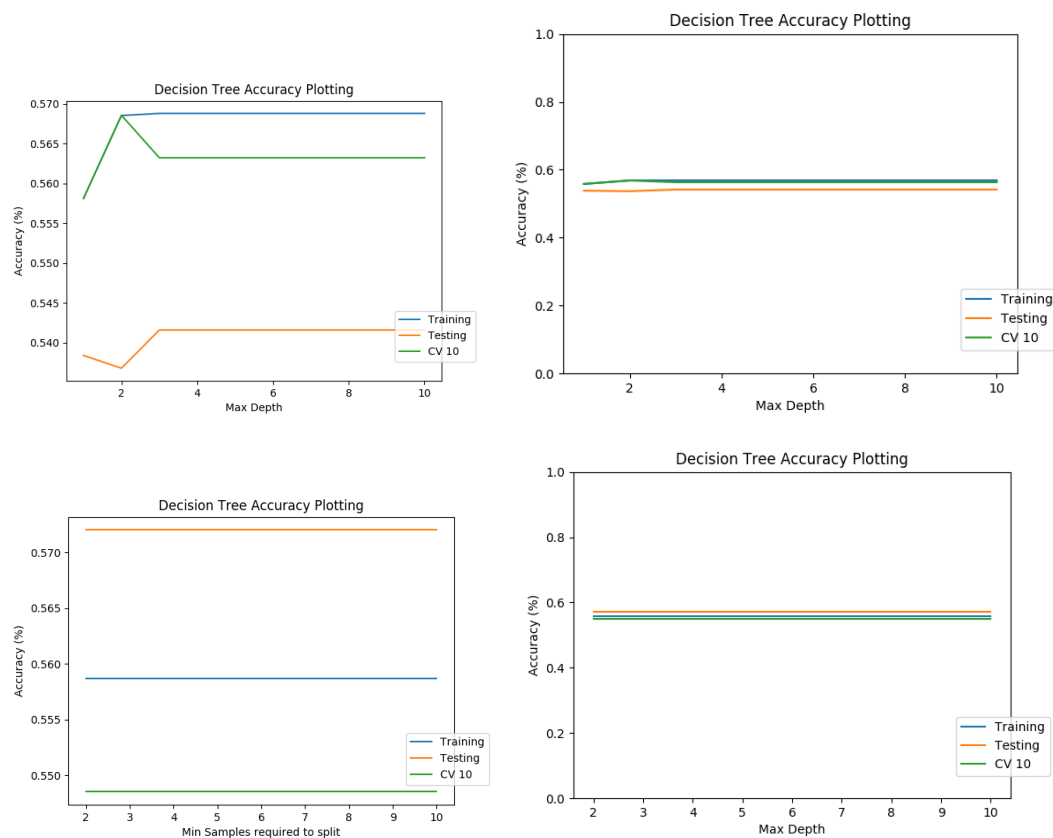 Decision Tree Accuracy Plotting
Accuracy (%)
0.570
0.565
0.560
0.555
0.550
0.545
0.540
2 4 6 8 10
Max Depth
Training
Testing
CV 10
Decision Tree Accuracy Plotting
Accuracy (%)
1.0
0.8
0.6
0.4
0.2
0.0
2 4 6 8 10
Max Depth
Training
Testing
CV 10
Decision Tree Accuracy Plotting
Accuracy (%)
0.570
0.565
0.560
0.555
0.550
2 3 4 5 6 7 8 9 10
Min Samples required to split
Training
Testing
CV 10
Decision Tree Accuracy Plotting
Accuracy (%)
1.0
0.8
0.6
0.4
0.2
0.0
2 3 4 5 6 7 8 9 10
Max Depth
Training
Testing
CV 10